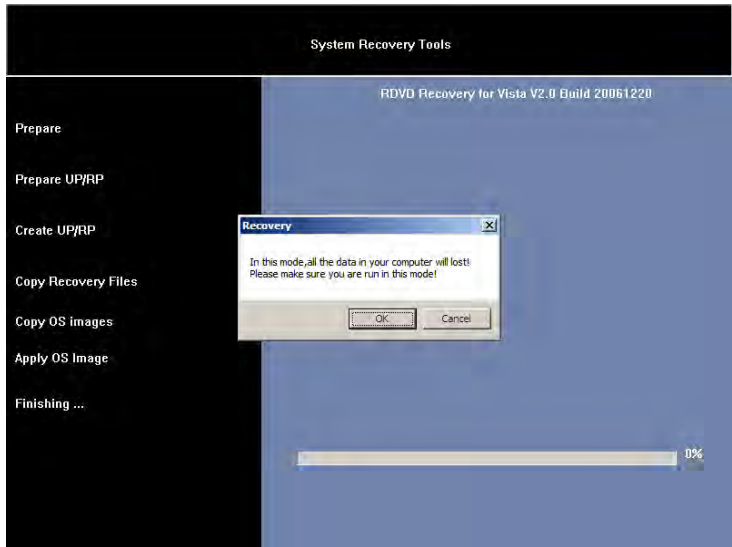 System Recovery Tools
RDVD Recovery for Vista V2.0 Build 20061220
Prepare
Prepare UP/RP
Create UP/RP
Copy Recovery Files
Copy OS images
Apply OS Image
Finishing ...
Recovery
In this mode,all the data in your computer will lost!
Please make sure you are run in this mode!
OK
Cancel
0%